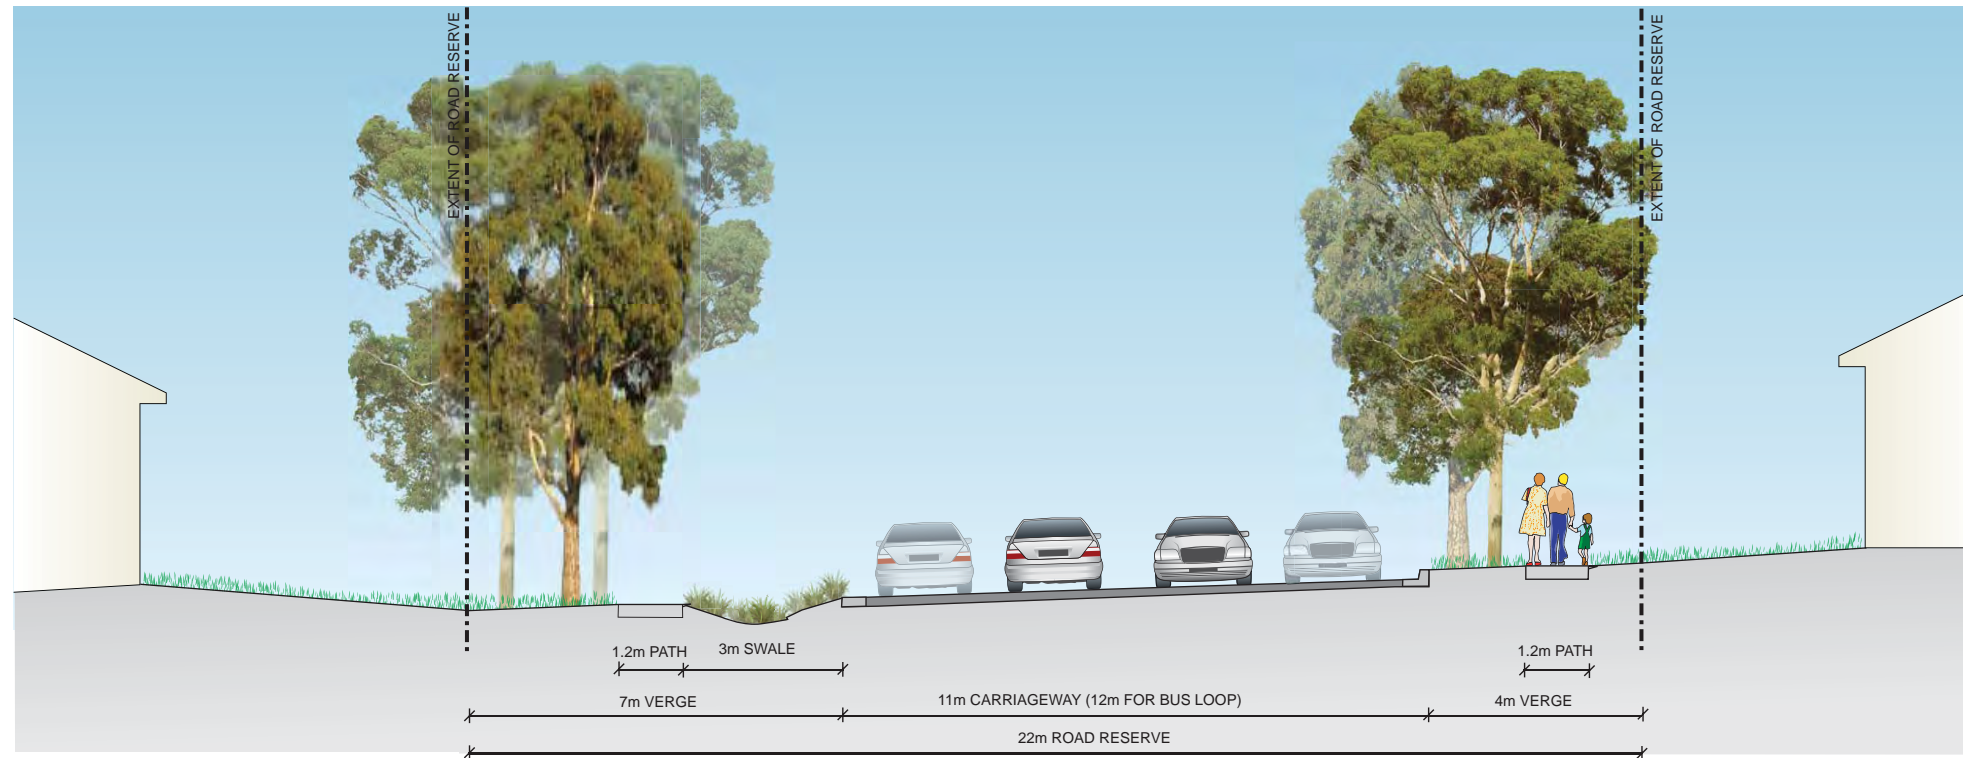 EXTENT OF ROAD RESERVE
EXTENT OF ROAD RESERVE
1.2m PATH
3m SWALE
1.2m PATH
7m VERGE
11m CARRIAGEWAY (12m FOR BUS LOOP)
4m VERGE
22m ROAD RESERVE